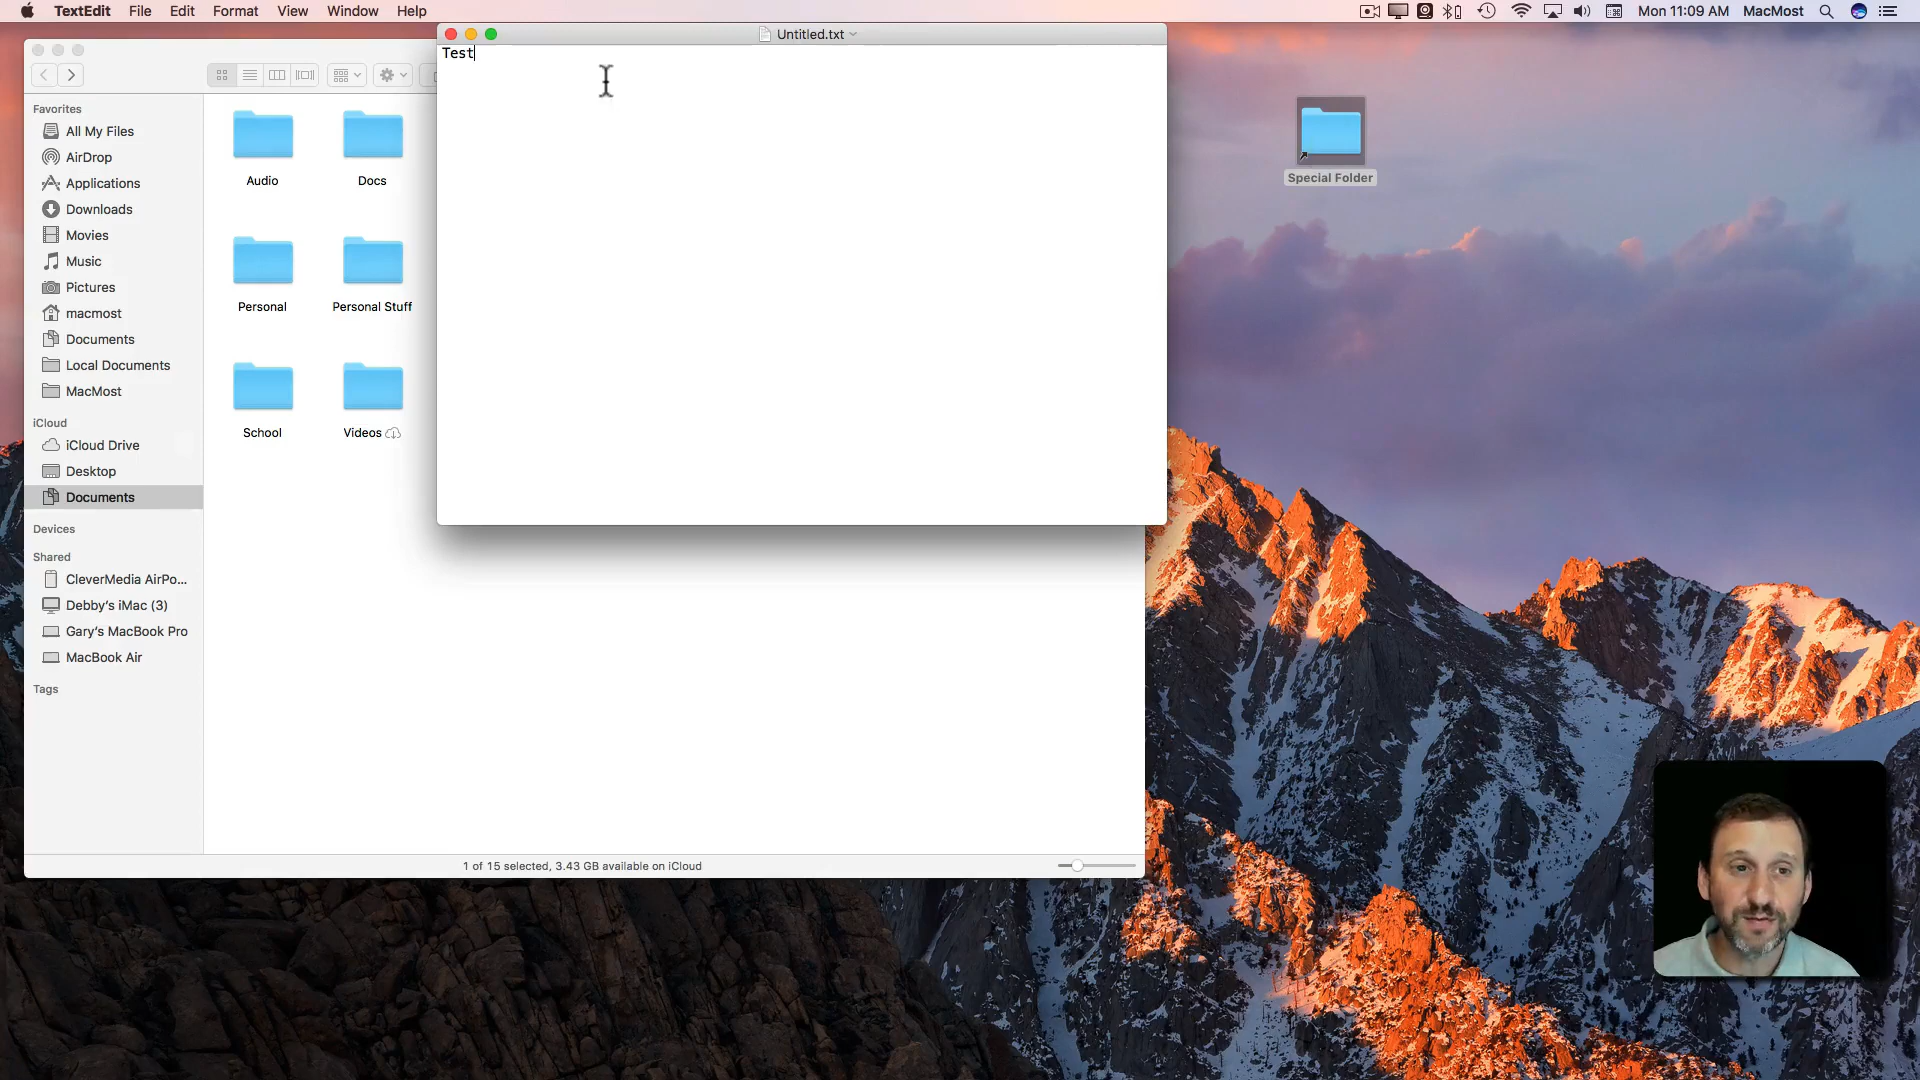 TextEdit File Edit Format View Window Help
Mon 11:09 AM MacMost
Untitled.txt
Test
Favorites
All My Files
AirDrop
Applications
Downloads
Movies
Music
Pictures
macmost
Documents
Local Documents
MacMost
iCloud
iCloud Drive
Desktop
Documents
Devices
Shared
CleverMedia AirPo...
Debby's iMac (3)
Gary's MacBook Pro
MacBook Air
Tags
Audio Docs
Personal Personal Stuff
School Videos
1 of 15 selected, 3.43 GB available on iCloud
Special Folder